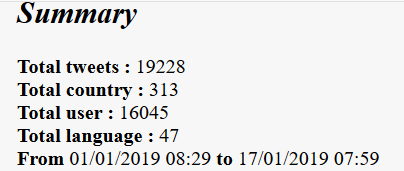 Summary
Total tweets : 19228
Total country : 313
Total user : 16045
Total language : 47
From 01/01/2019 08:29 to 17/01/2019 07:59